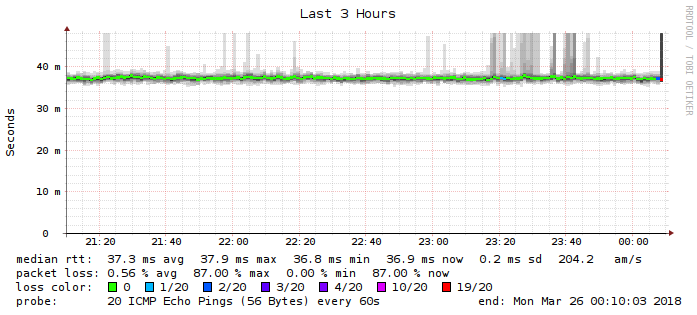 Last 3 Hours
RRDTOOL / TOBI OETIKER
Seconds
40 m
30 m
20 m
10 m
0
21:20 21:40 22:00 22:20 22:40 23:00 23:20 23:40 00:00
median rtt: 37.3 ms avg 37.9 ms max 36.8 ms min 36.9 ms now 0.2 ms sd 204.2 am/s
packet loss: 0.56 % avg 87.00 % max 0.00 % min 87.00 % now
loss color: 0 1/20 2/20 3/20 4/20 10/20 19/20
probe: 20 ICMP Echo Pings (56 Bytes) every 60s end: Mon Mar 26 00:10:03 2018